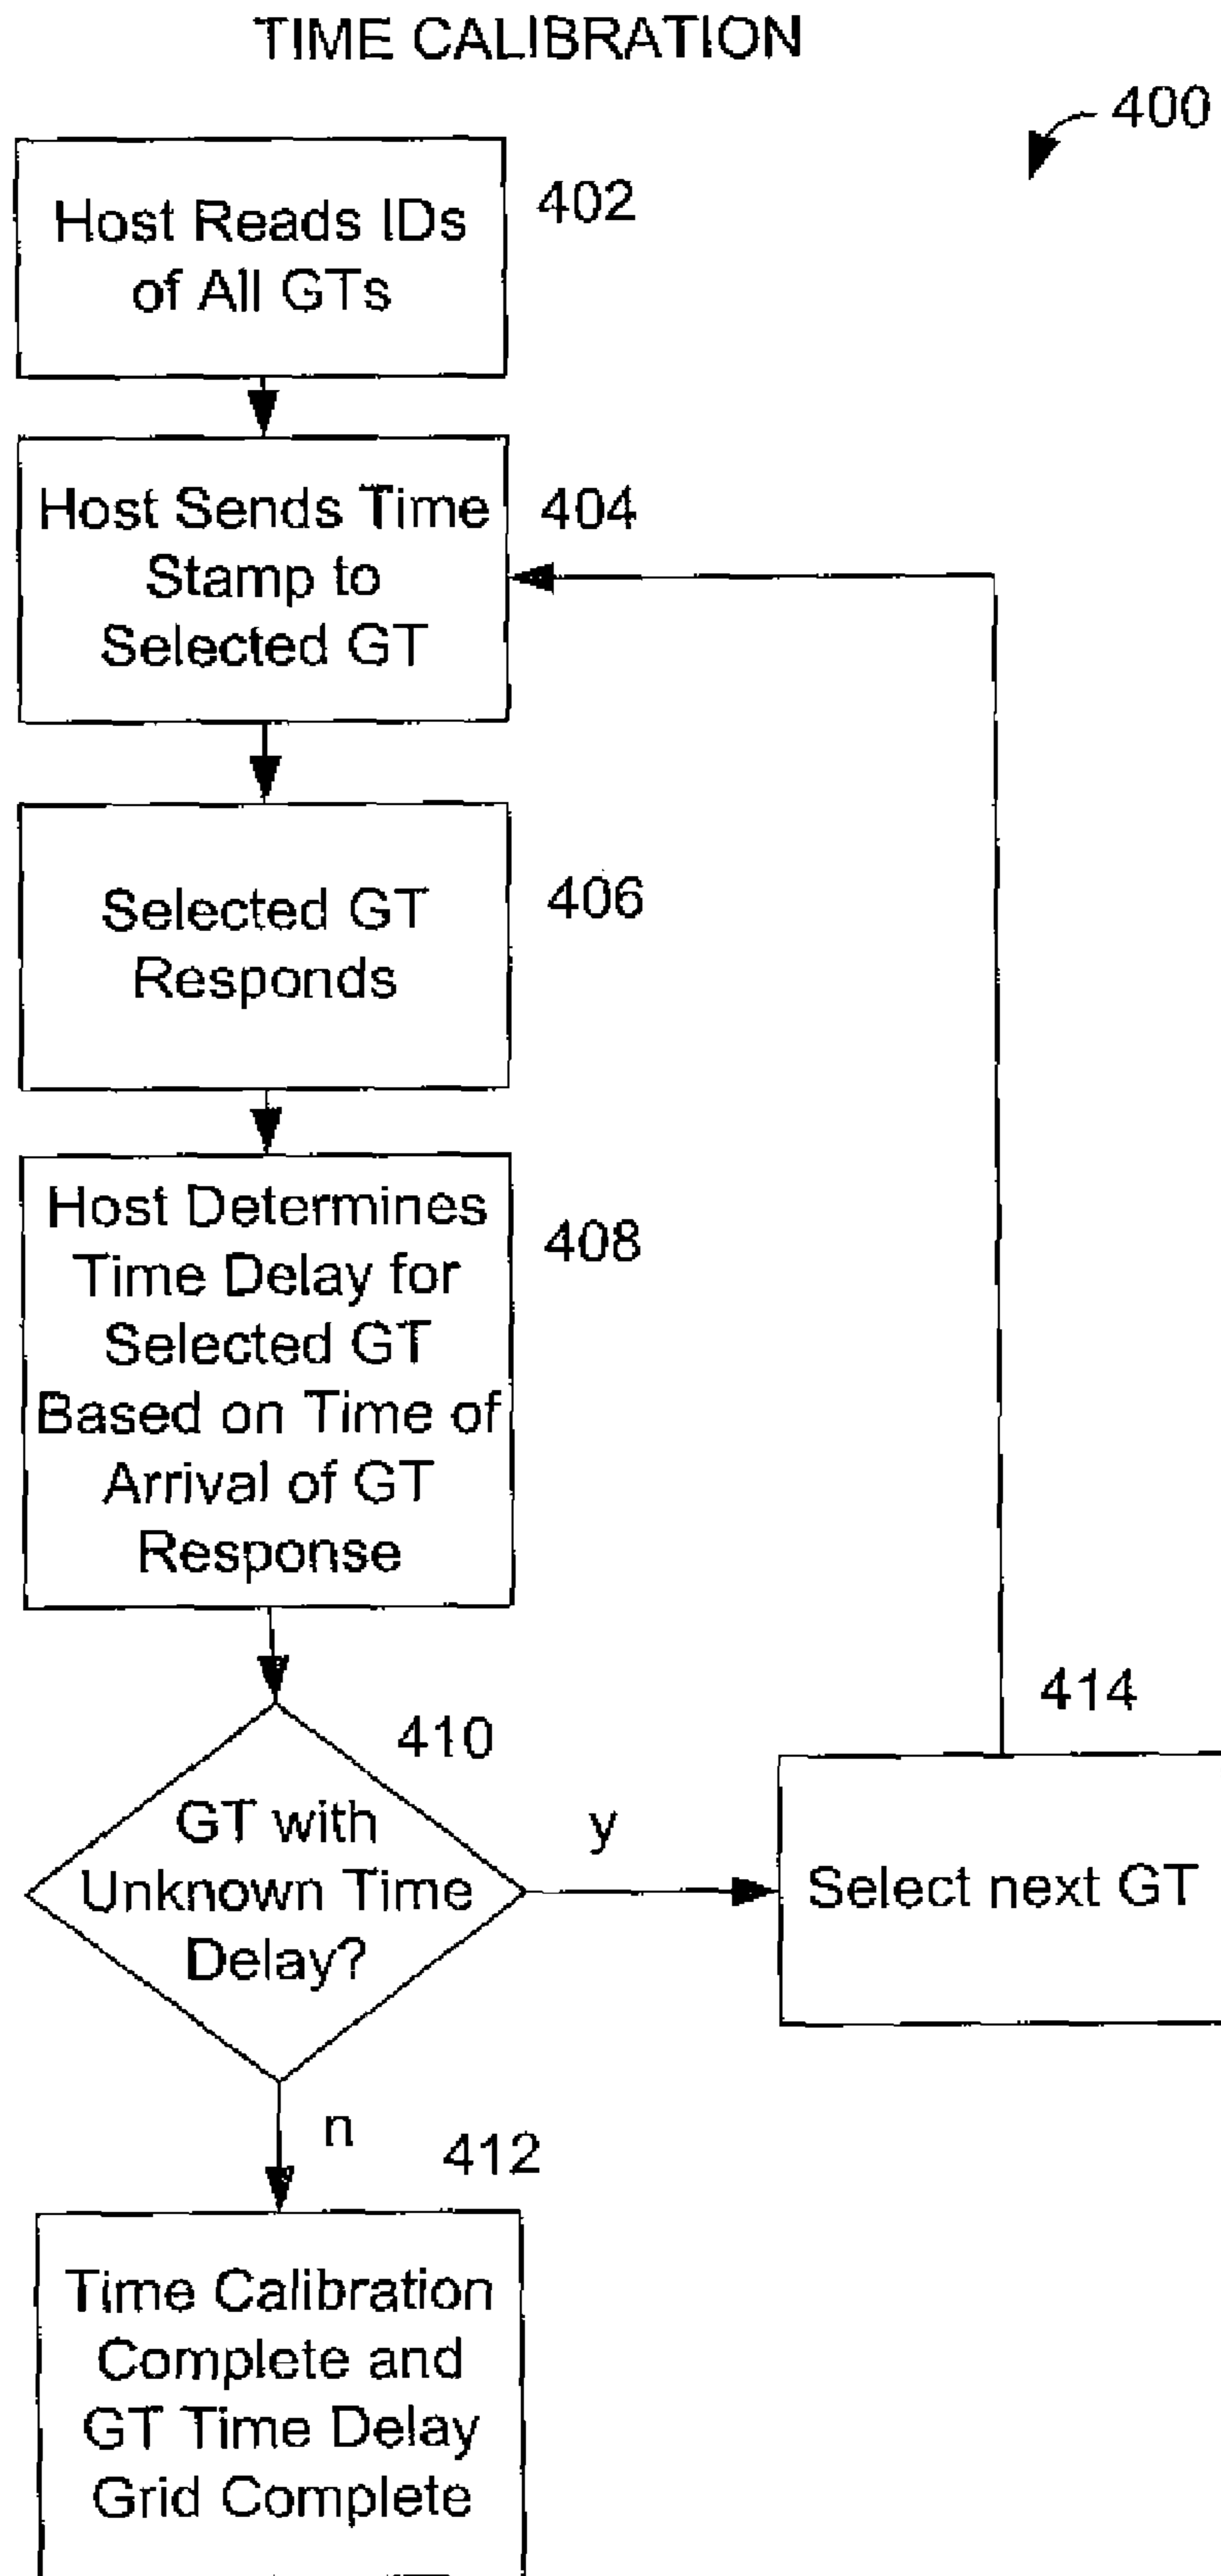 TIME CALIBRATION
400
Host Reads IDs
of All GTs
402
Host Sends Time
Stamp to
Selected GT
404
Selected GT
Responds
406
Host Determines
Time Delay for
Selected GT
Based on Time of
Arrival of GT
Response
408
GT with
Unknown Time
Delay?
410
y
Select next GT
414
n
412
Time Calibration
Complete and
GT Time Delay
Grid Complete